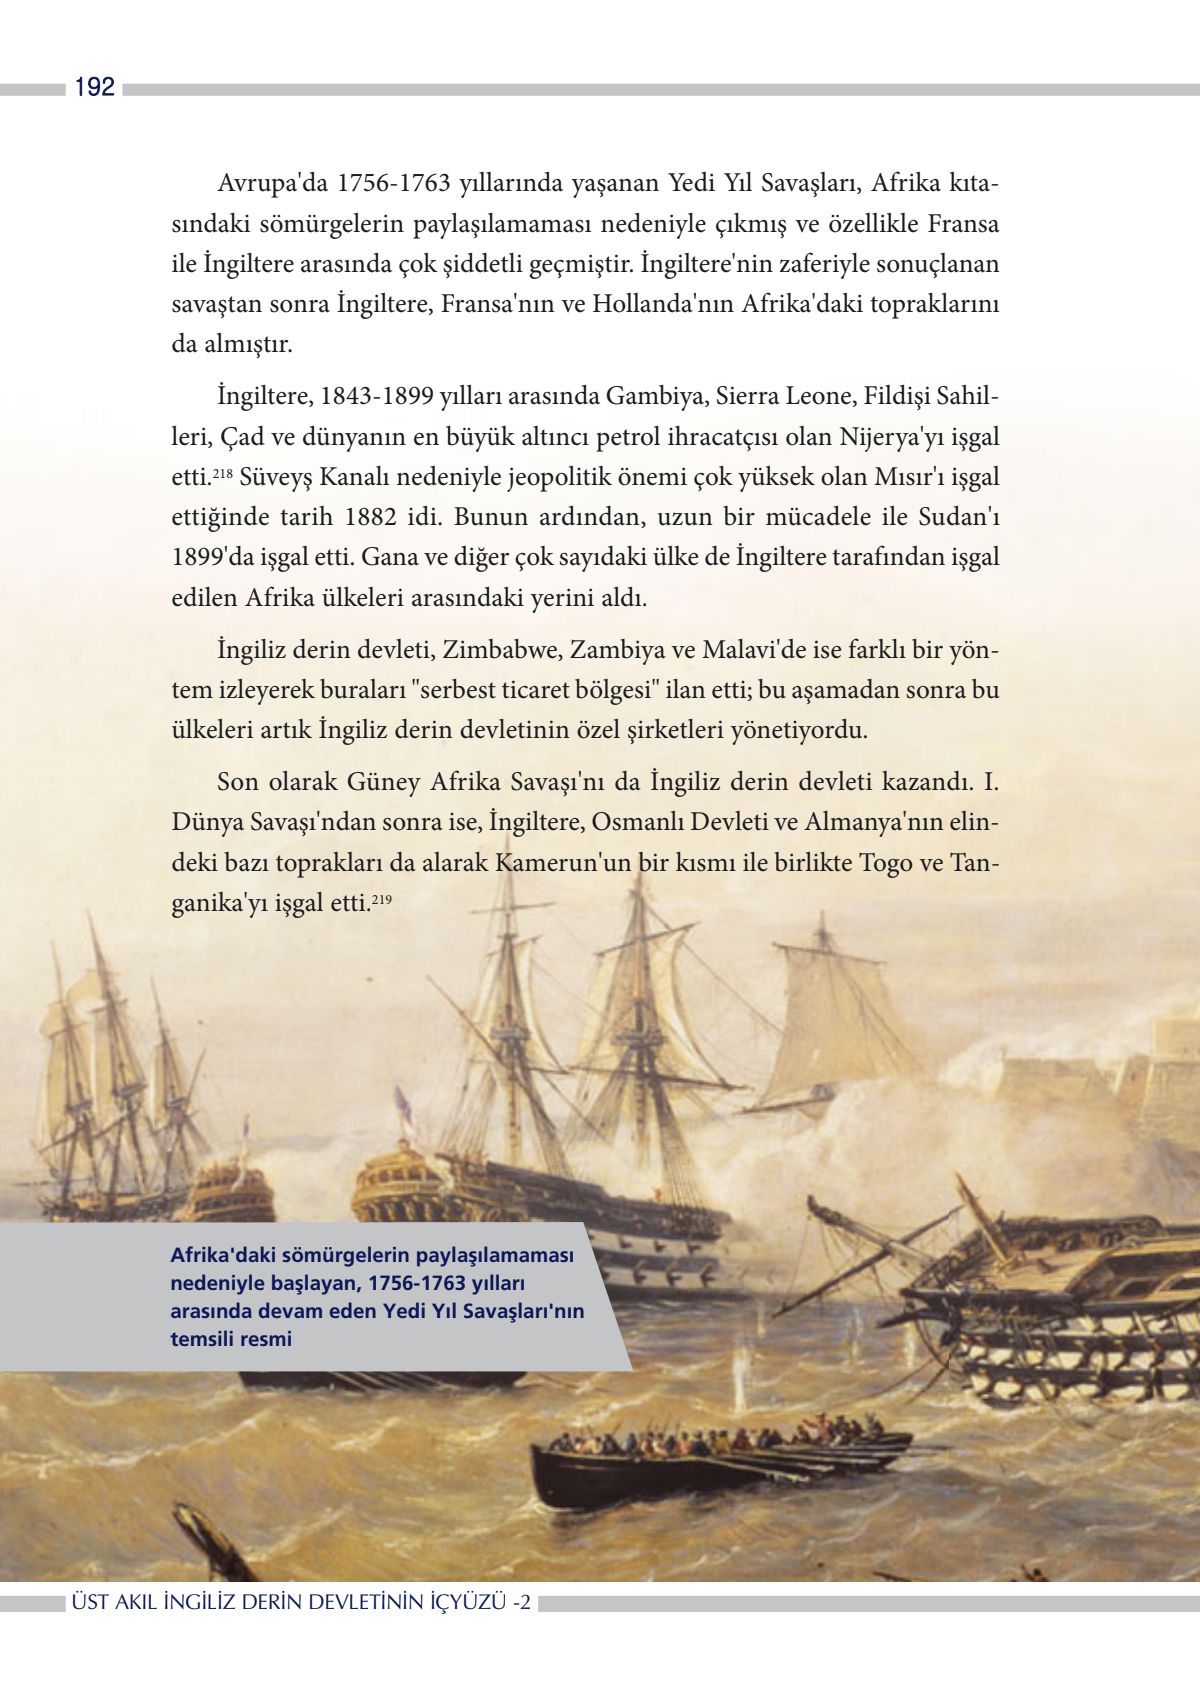 192
Avrupa'da 1756-1763 yıllarında yaşanan Yedi Yıl Savaşları, Afrika kıta-
sındaki sömürgelerin paylaşılamaması nedeniyle çıkmış ve özellikle Fransa
ile İngiltere arasında çok şiddetli geçmiştir. İngiltere'nin zaferiyle sonuçlanan
savaştan sonra İngiltere, Fransa'nın ve Hollanda'nın Afrika'daki topraklarını
da almıştır.
İngiltere, 1843-1899 yılları arasında Gambiya, Sierra Leone, Fildişi Sahil-
leri, Çad ve dünyanın en büyük altıncı petrol ihracatçısı olan Nijerya'yı işgal
etti.218 Süveyş Kanalı nedeniyle jeopolitik önemi çok yüksek olan Mısır'ı işgal
ettiğinde tarih 1882 idi. Bunun ardından, uzun bir mücadele ile Sudan'ı
1899'da işgal etti. Gana ve diğer çok sayıdaki ülke de İngiltere tarafından işgal
edilen Afrika ülkeleri arasındaki yerini aldı.
İngiliz derin devleti, Zimbabwe, Zambiya ve Malavi'de ise farklı bir yön-
tem izleyerek buraları "serbest ticaret bölgesi" ilan etti; bu aşamadan sonra bu
ülkeleri artık İngiliz derin devletinin özel şirketleri yönetiyordu.
Son olarak Güney Afrika Savaşı'nı da İngiliz derin devleti kazandı. I.
Dünya Savaşı'ndan sonra ise, İngiltere, Osmanlı Devleti ve Almanya'nın elin-
deki bazı toprakları da alarak Kamerun'un bir kısmı ile birlikte Togo ve Tan-
ganika'yı işgal etti.219
Afrika'daki sömürgelerin paylaşılamaması
nedeniyle başlayan, 1756-1763 yılları
arasında devam eden Yedi Yıl Savaşları'nın
temsili resmi
ÜST AKIL İNGİLİZ DERİN DEVLETİNİN İÇYÜZÜ -2